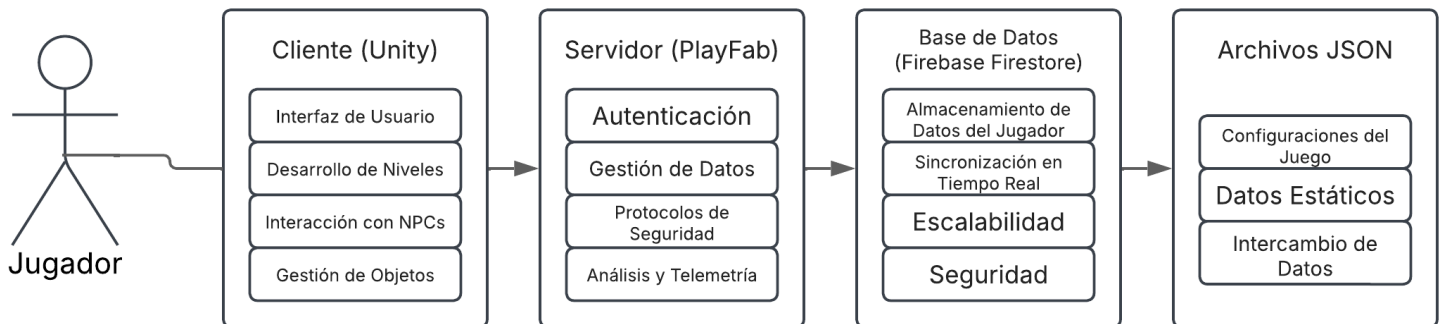 Jugador
Cliente (Unity)
Interfaz de Usuario
Desarrollo de Niveles
Interacción con NPCs
Gestión de Objetos
Servidor (PlayFab)
Autenticación
Gestión de Datos
Protocolos de
Seguridad
Análisis y Telemetría
Base de Datos
(Firebase Firestore)
Almacenamiento de
Datos del Jugador
Sincronización en
Tiempo Real
Escalabilidad
Seguridad
Archivos JSON
Configuraciones del
Juego
Datos Estáticos
Intercambio de
Datos